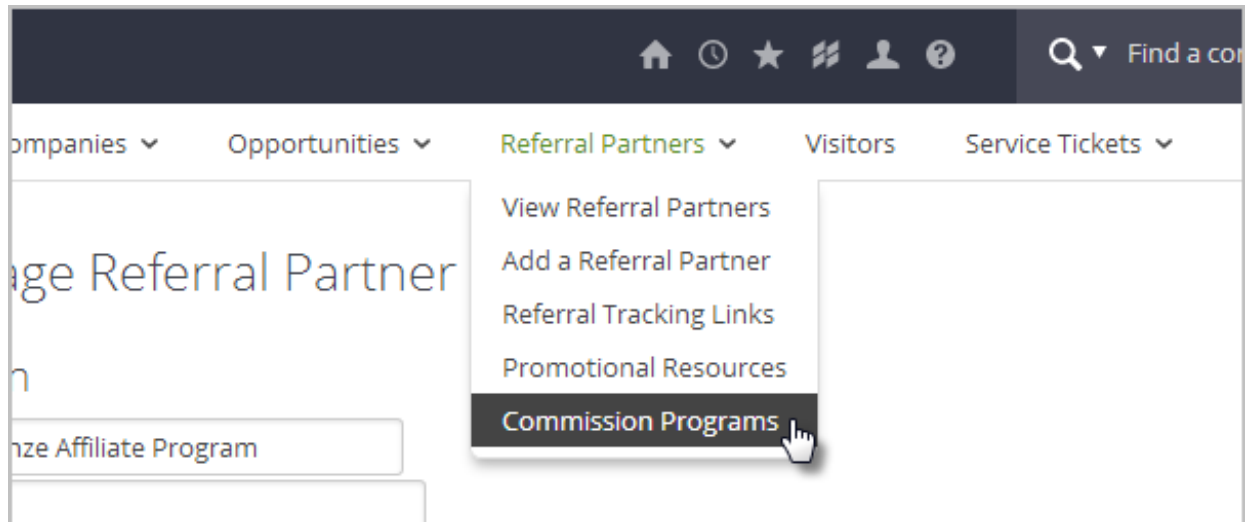 Find a cor
ompanies Opportunities Referral Partners Visitors Service Tickets
View Referral Partners
age Referral Partner
Add a Referral Partner
Referral Tracking Links
Promotional Resources
n
Commission Programs
nze Affiliate Program